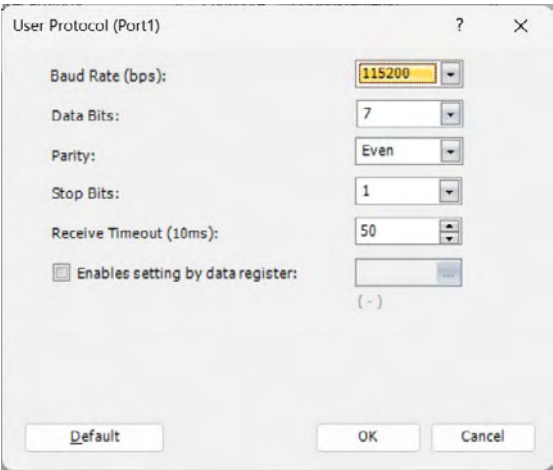 User Protocol (Port1) ? ×
Baud Rate (bps): 115200
Data Bits: 7
Parity: Even
Stop Bits: 1
Receive Timeout (10ms): 50
Enables setting by data register: ...
(-)
Default OK Cancel